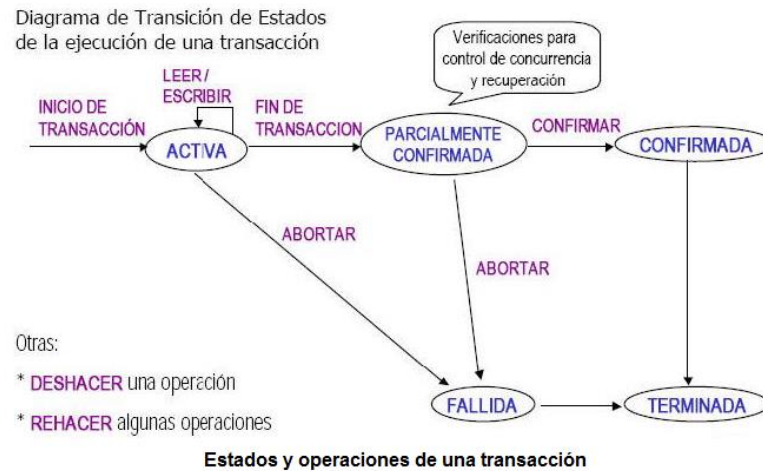 Diagrama de Transición de Estados
de la ejecución de una transacción
Verificaciones para
control de concurrencia
y recuperación
LEER /
ESCRIBIR
INICIO DE
TRANSACCIÓN
FIN DE
TRANSACCION
ACTIVA
PARCIALMENTE
CONFIRMADA
CONFIRMAR
CONFIRMADA
ABORTAR
ABORTAR
Otras:
* DESHACER una operación
* REHACER algunas operaciones
FALLIDA
TERMINADA
Estados y operaciones de una transacción